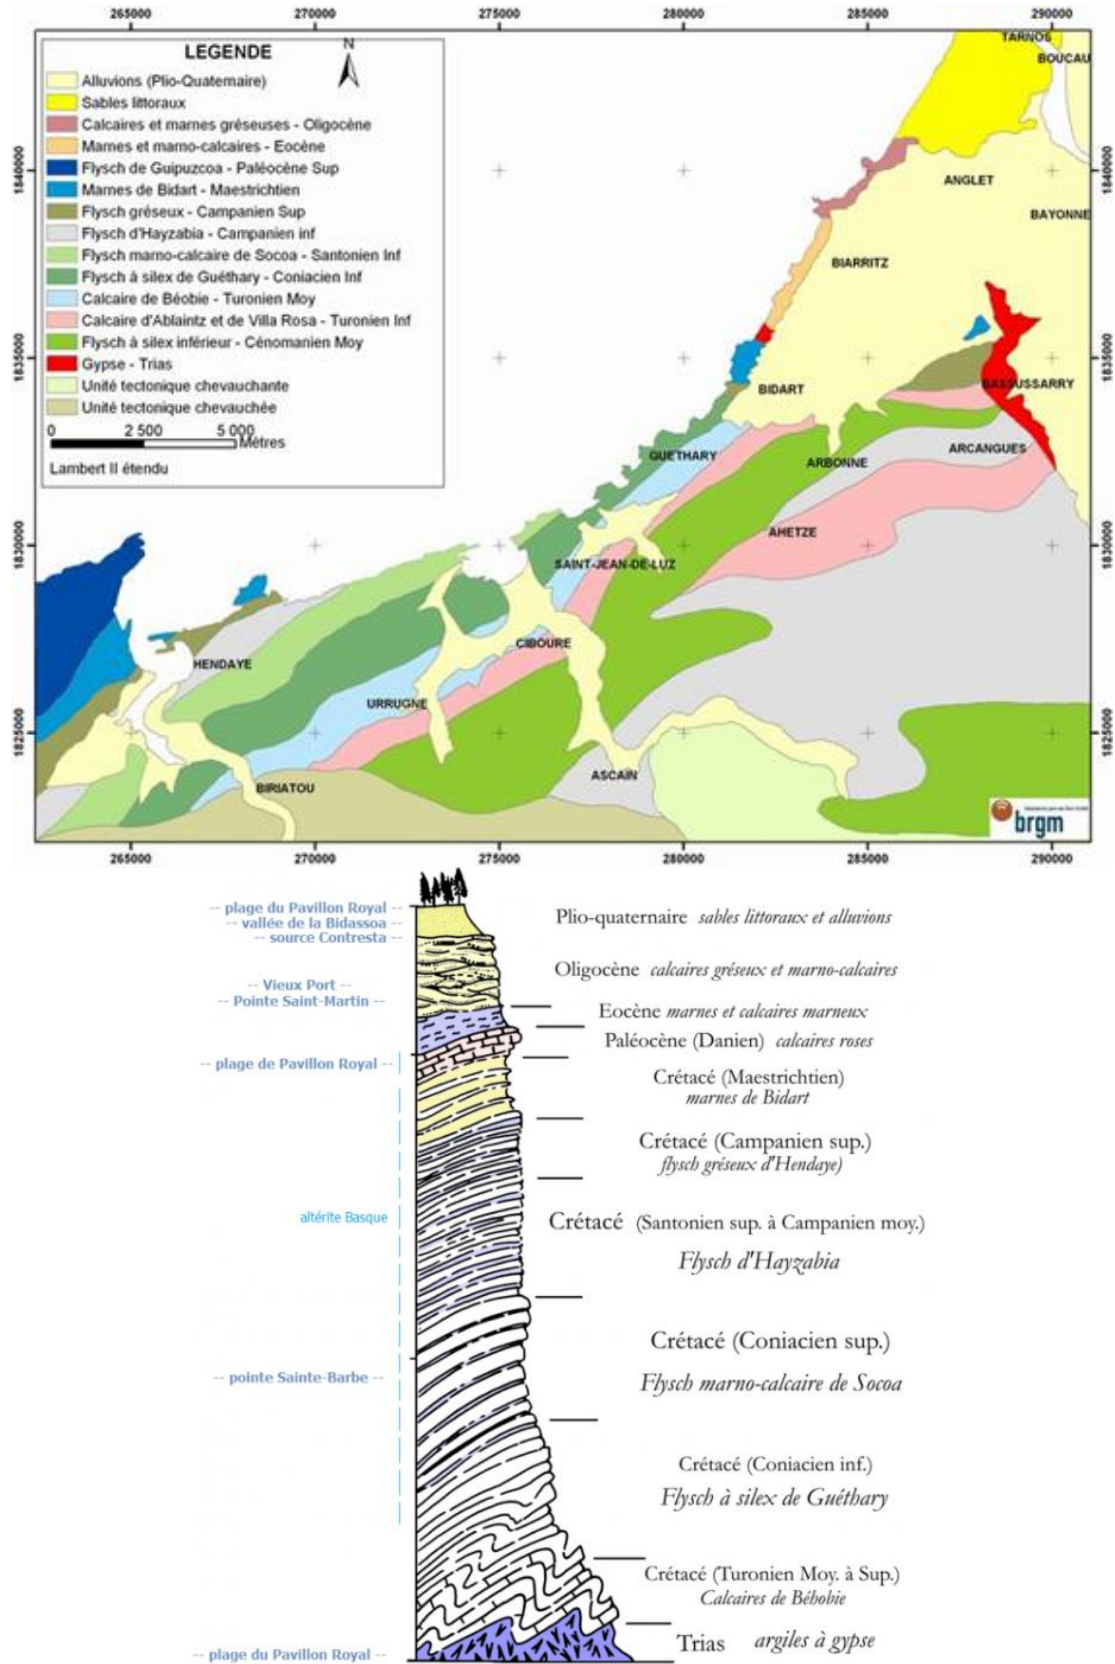 265000 270000 275000 280000 285000 290000
LEGENDE
N
Alluvions (Plio-Quaternaire)
Sables littoraux
Calcaires et marnes gréseuses - Oligocène
Marnes et marno-calcaires - Eocène
Flysch de Guipuzcoa - Paléocène Sup
Marnes de Bidart - Maestrichtien
Flysch gréseux - Campanien Sup
Flysch d'Hayzabia - Campanien inf
Flysch marno-calcaire de Socoa - Santonien Inf
Flysch à silex de Guéthary - Coniacien Inf
Calcaire de Béobie - Turonien Moy
Calcaire d'Ablaintz et de Villa Rosa - Turonien Inf
Flysch à silex inférieur - Cénomanien Moy
Gypse - Trias
Unité tectonique chevauchante
Unité tectonique chevauchée
0 2 500 5 000
Mètres
Lambert II étendu
1840000
1835000
1830000
1825000
1840000
1835000
1830000
1825000
TARNOS
BOUCAU
ANGLET
BAYONNE
BIARRITZ
BASSUSSARRY
BIDART
GUETHARY
ARBONNE
ARCANGUES
AHETZE
SAINT-JEAN-DE-LUZ
CIBOURE
HENDAYE
URRUGNE
ASCAIN
BIRIATOU
brgm
265000 270000 275000 280000 285000 290000
-- plage du Pavillon Royal --
-- vallée de la Bidassoa --
-- source Contresta --
Plio-quaternaire sables littoraux et alluvions
Oligocène calcaires gréseux et marno-calcaires
-- Vieux Port --
-- Pointe Saint-Martin --
Eocène marnes et calcaires marneux
Paléocène (Danien) calcaires roses
-- plage de Pavillon Royal --
Crétacé (Maestrichtien)
marnes de Bidart
Crétacé (Campanien sup.)
flysch gréseux d'Hendaye)
altérite Basque
Crétacé (Santonien sup. à Campanien moy.)
Flysch d'Hayzabia
Crétacé (Coniacien sup.)
-- pointe Sainte-Barbe --
Flysch marno-calcaire de Socoa
Crétacé (Coniacien inf.)
Flysch à silex de Guéthary
Crétacé (Turonien Moy. à Sup.)
Calcaires de Béhobie
Trias argiles à gypse
-- plage du Pavillon Royal --